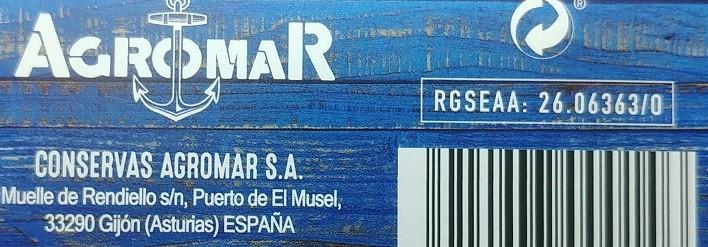 AGROMAR
®
RGSEAA: 26.06363/0
CONSERVAS AGROMAR S.A.
Muelle de Rendiello s/n, Puerto de El Musel,
33290 Gijón (Asturias) ESPAÑA